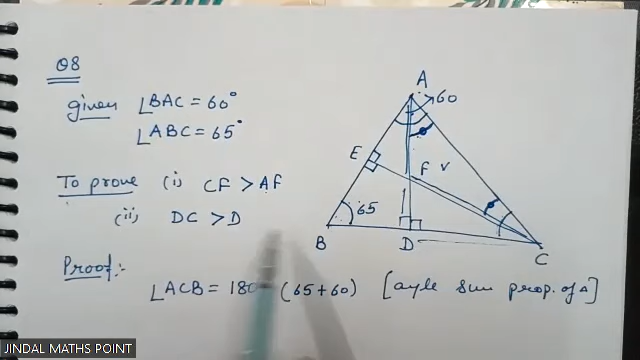 Q8
given ∠BAC = 60°
∠ABC = 65°
To prove (i) CF > AF
(ii) DC > D
Proof:-
∠ACB = 180 (65+60) [angle sum prop. of Δ]
A
60
E
F
65
B
D
C
JINDAL MATHS POINT